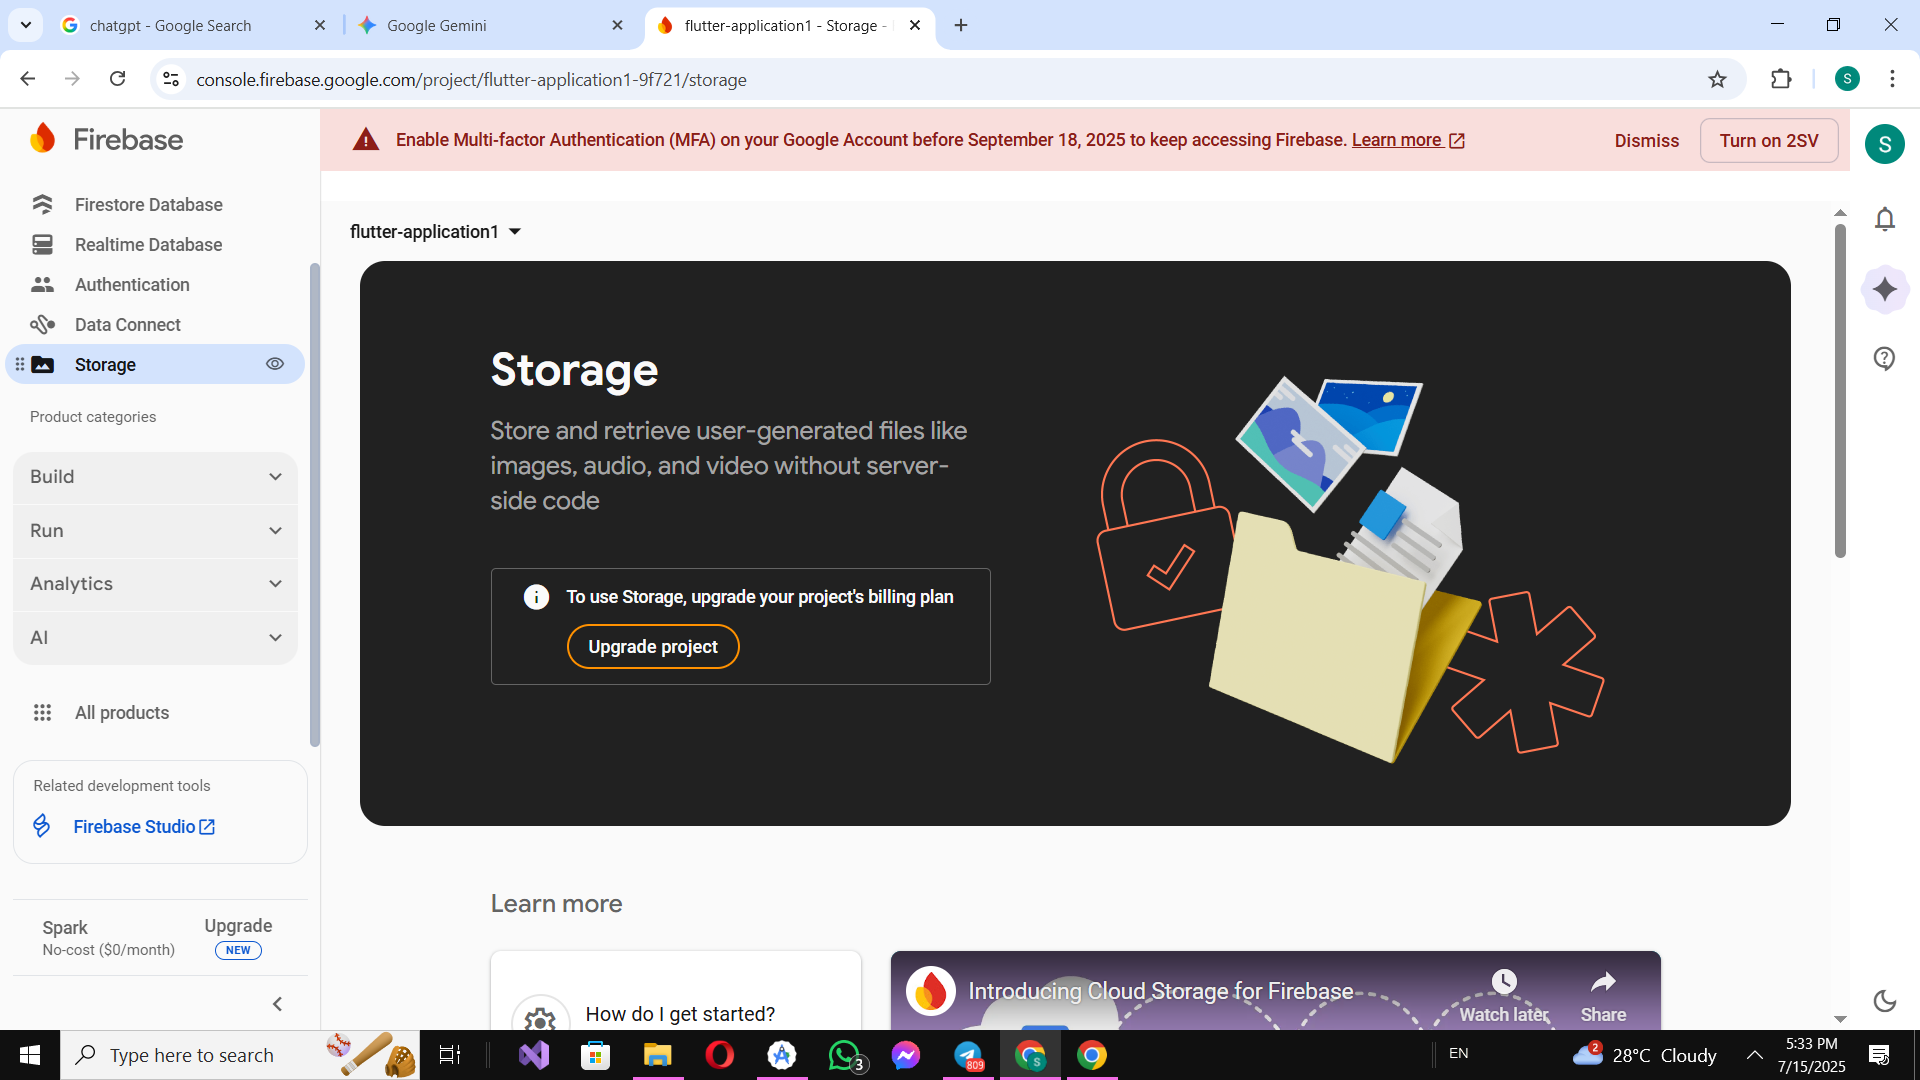 chatgpt - Google Search
Google Gemini
flutter-application1 - Storage -
console.firebase.google.com/project/flutter-application1-9f721/storage
S
Firebase
Enable Multi-factor Authentication (MFA) on your Google Account before September 18, 2025 to keep accessing Firebase. Learn more
Dismiss
Turn on 2SV
S
Firestore Database
Realtime Database
Authentication
Data Connect
Storage
Product categories
Build
Run
Analytics
AI
All products
Related development tools
Firebase Studio
Spark
No-cost ($0/month)
Upgrade
NEW
flutter-application1
Storage
Store and retrieve user-generated files like
images, audio, and video without server-
side code
To use Storage, upgrade your project's billing plan
Upgrade project
Learn more
How do I get started?
Introducing Cloud Storage for Firebase
Watch later
Share
Type here to search
3
809
S
EN
2
28°C Cloudy
5:33 PM
7/15/2025